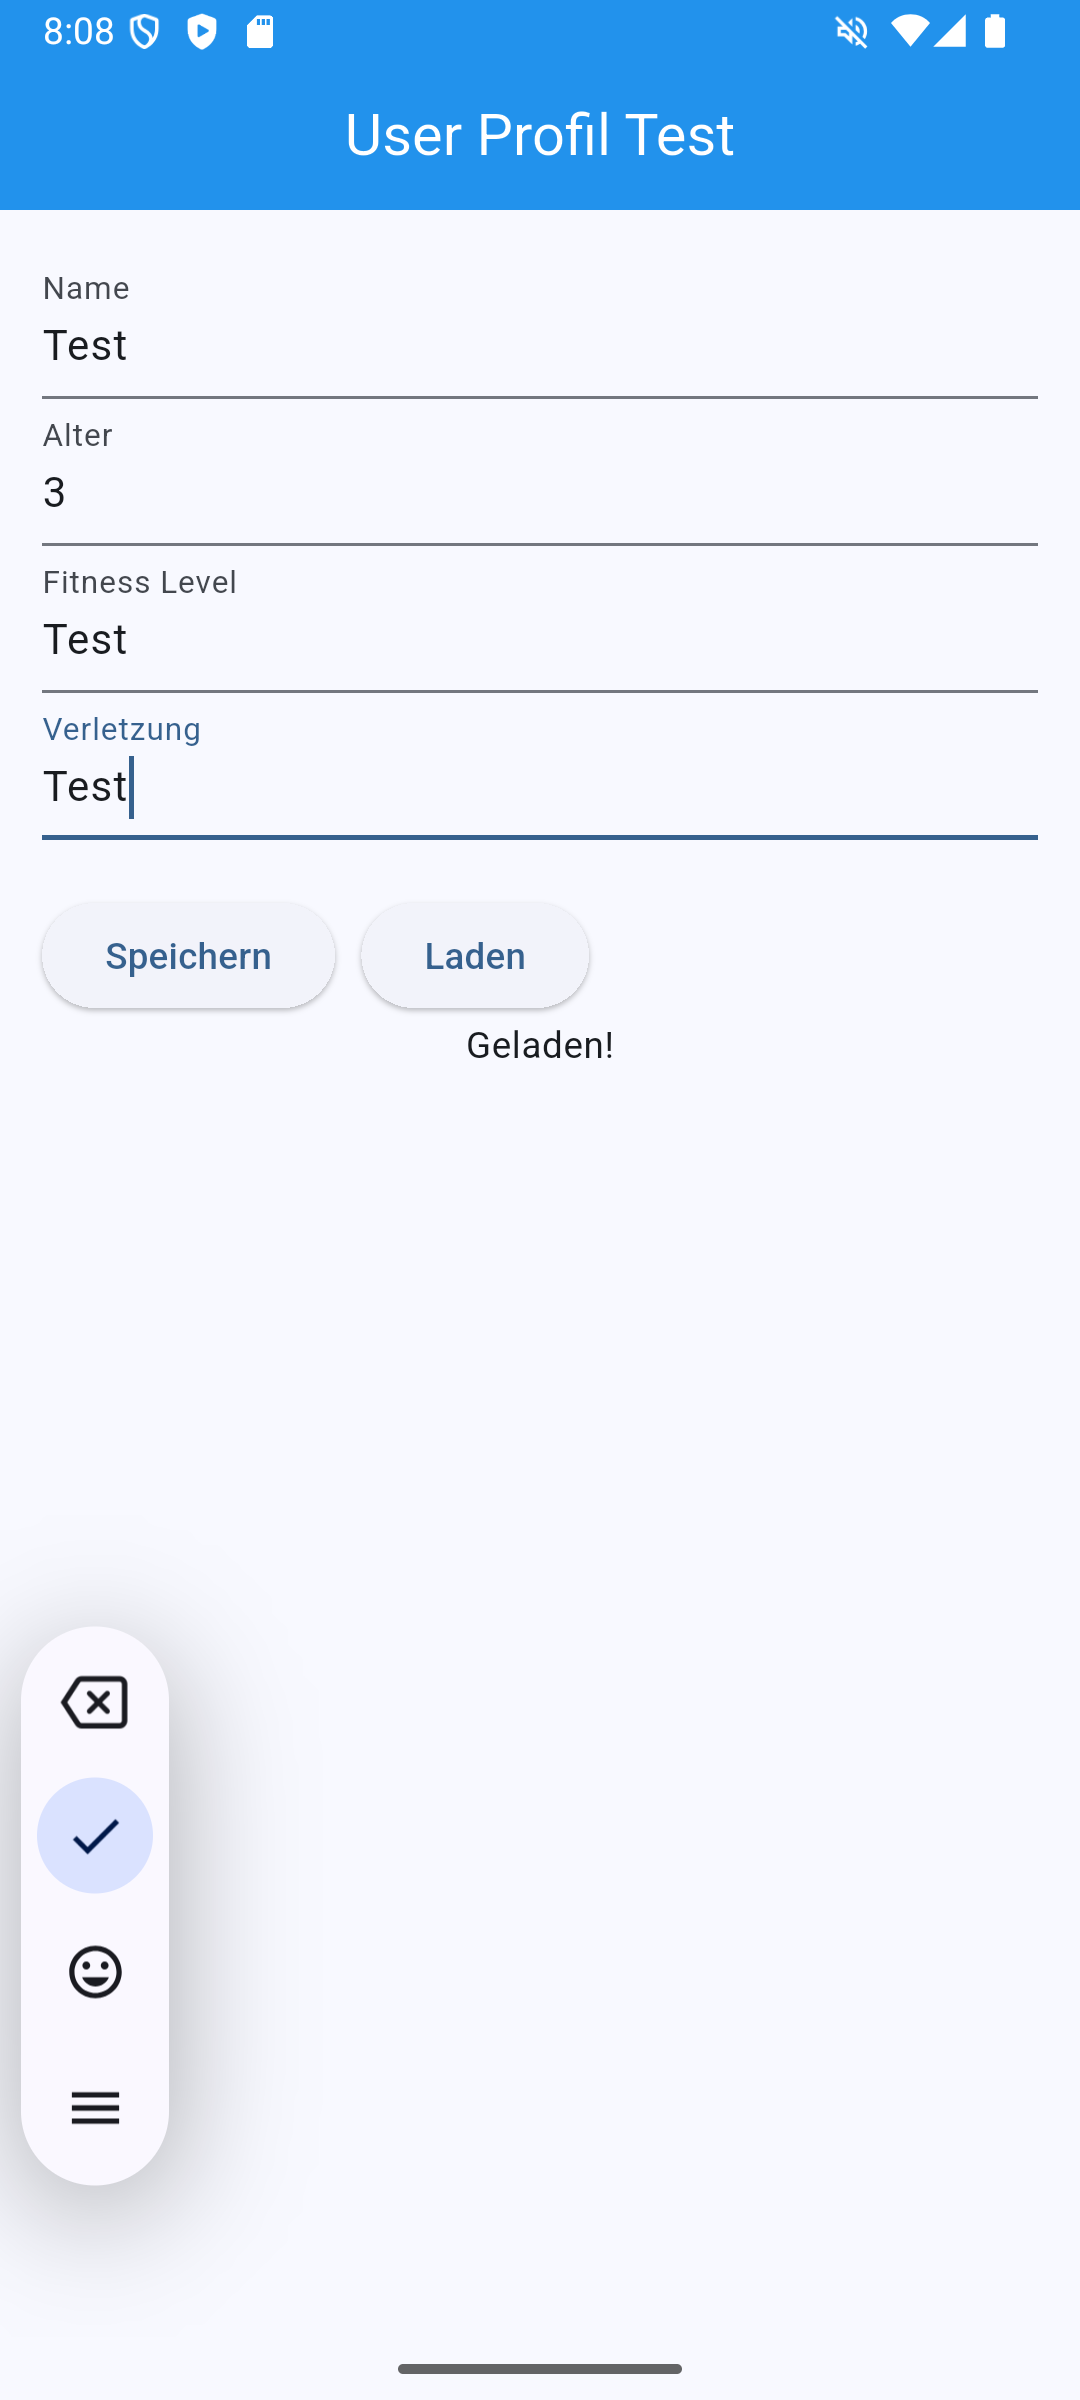 8:08
User Profil Test
Name
Test
Alter
3
Fitness Level
Test
Verletzung
Test
Speichern Laden
Geladen!